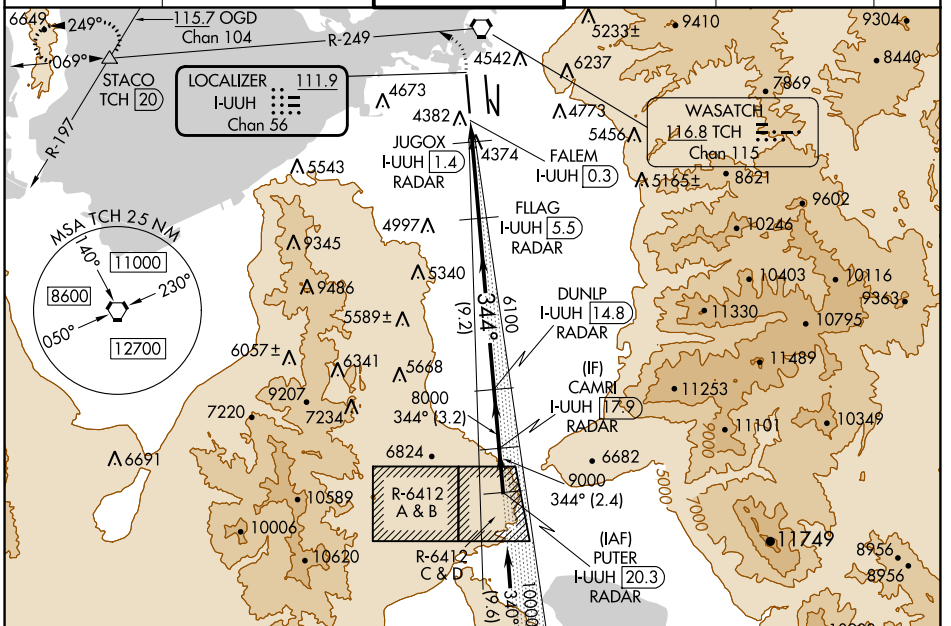 6649
249°
069°
115.7 OGD
Chan 104
R-249
STACO
TCH 20
R-197
LOCALIZER 111.9
I-UUH
Chan 56
4542
5233±
6237
9410
9304
8440
7869
4673
4382
4773
5456
WASATCH
116.8 TCH
Chan 115
JUGOX
I-UUH 1.4
RADAR
4374
FALEM
I-UUH 0.3
5543
5165±
8621
9602
MSA TCH 25 NM
140°
11000
230°
8600
050°
12700
4997
FLLAG
I-UUH 5.5
RADAR
10246
9345
9486
5340
10403
10116
9363
5589±
344°
(9.2)
6100
DUNLP
I-UUH 14.8
RADAR
11330
10795
6057±
6341
5668
11489
(IF)
CAMRI
I-UUH 17.9
RADAR
11253
9207
7220
7234
8000
344° (3.2)
11101
10349
9000
6691
6824
6682
9000
344° (2.4)
5000
7000
R-6412
A & B
10589
10006
10620
R-6412
C & D
(IAF)
PUTER
I-UUH 20.3
RADAR
11749
8956
8956
(9.6)
340°
10000